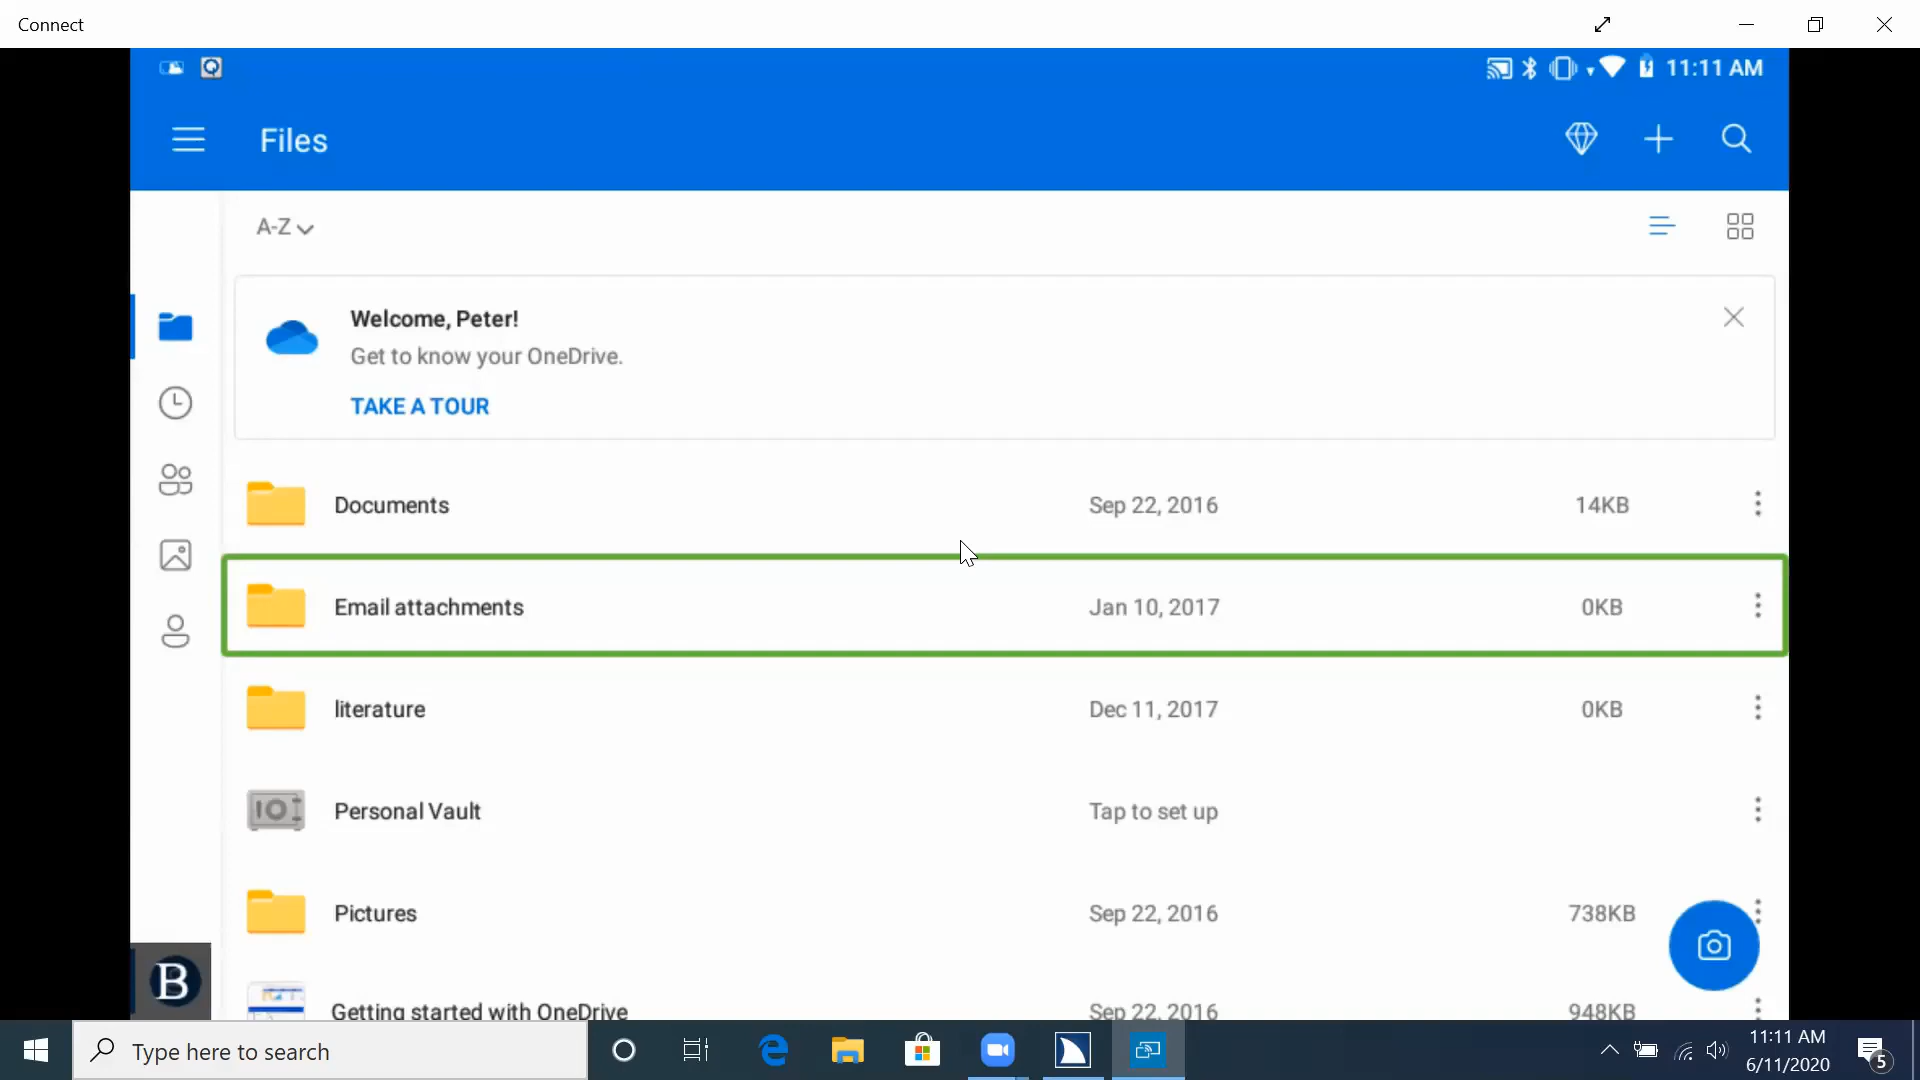 Connect
11:11 AM
Files
A-Z
Welcome, Peter!
Get to know your OneDrive.
TAKE A TOUR
Documents Sep 22, 2016 14KB
Email attachments Jan 10, 2017 0KB
literature Dec 11, 2017 0KB
Personal Vault Tap to set up
Pictures Sep 22, 2016 738KB
B
Getting started with OneDrive Sep 22, 2016 948KB
Type here to search
11:11 AM
6/11/2020
5